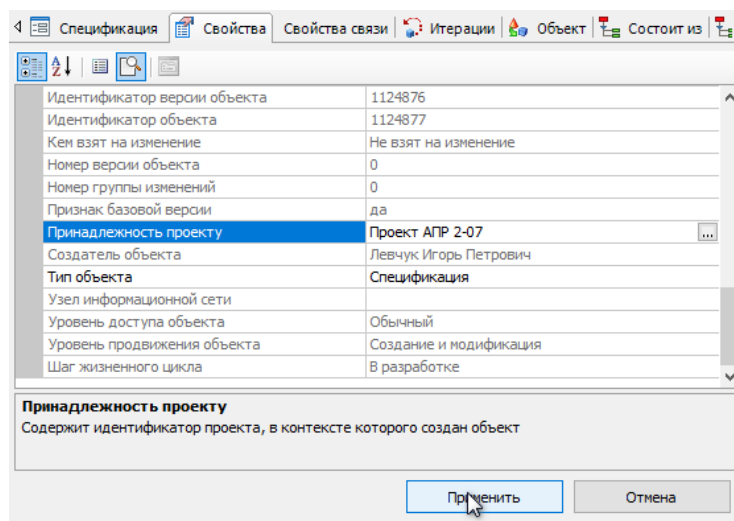 Спецификация Свойства Свойства связи Итерации Объект Состоит из
Идентификатор версии объекта 1124876
Идентификатор объекта 1124877
Кем взят на изменение Не взят на изменение
Номер версии объекта 0
Номер группы изменений 0
Признак базовой версии да
Принадлежность проекту Проект АПР 2-07 ...
Создатель объекта Левчук Игорь Петрович
Тип объекта Спецификация
Узел информационной сети
Уровень доступа объекта Обычный
Уровень продвижения объекта Создание и модификация
Шаг жизненного цикла В разработке
Принадлежность проекту
Содержит идентификатор проекта, в контексте которого создан объект
Применить Отмена